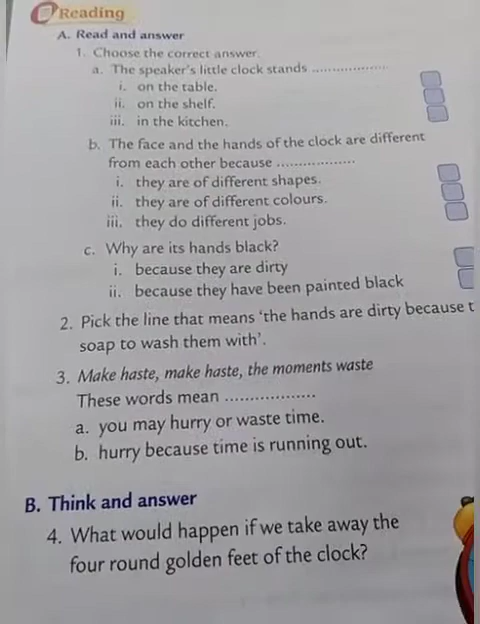 Reading
A. Read and answer
1. Choose the correct answer.
a. The speaker's little clock stands ..................
i. on the table.
ii. on the shelf.
iii. in the kitchen.
b. The face and the hands of the clock are different
from each other because ..................
i. they are of different shapes.
ii. they are of different colours.
iii. they do different jobs.
c. Why are its hands black?
i. because they are dirty
ii. because they have been painted black
2. Pick the line that means 'the hands are dirty because t
soap to wash them with'.
3. Make haste, make haste, the moments waste
These words mean ..................
a. you may hurry or waste time.
b. hurry because time is running out.
B. Think and answer
4. What would happen if we take away the
four round golden feet of the clock?